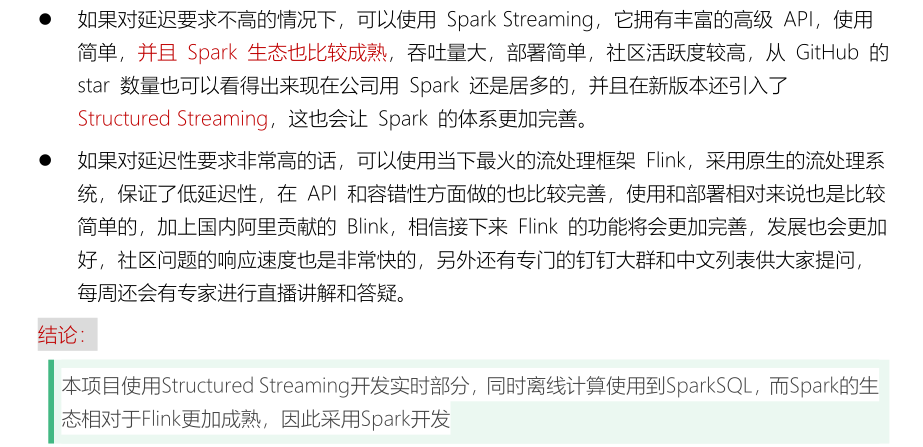 ● 如果对延迟要求不高的情况下，可以使用 Spark Streaming，它拥有丰富的高级 API，使用
简单，并且 Spark 生态也比较成熟，吞吐量大，部署简单，社区活跃度较高，从 GitHub 的
star 数量也可以看得出来现在公司用 Spark 还是居多的，并且在新版本还引入了
Structured Streaming，这也会让 Spark 的体系更加完善。
● 如果对延迟性要求非常高的话，可以使用当下最火的流处理框架 Flink，采用原生的流处理系
统，保证了低延迟性，在 API 和容错性方面做的也比较完善，使用和部署相对来说也是比较
简单的，加上国内阿里贡献的 Blink，相信接下来 Flink 的功能将会更加完善，发展也会更加
好，社区问题的响应速度也是非常快的，另外还有专门的钉钉大群和中文列表供大家提问，
每周还会有专家进行直播讲解和答疑。
结论：
本项目使用Structured Streaming开发实时部分，同时离线计算使用到SparkSQL，而Spark的生
态相对于Flink更加成熟，因此采用Spark开发